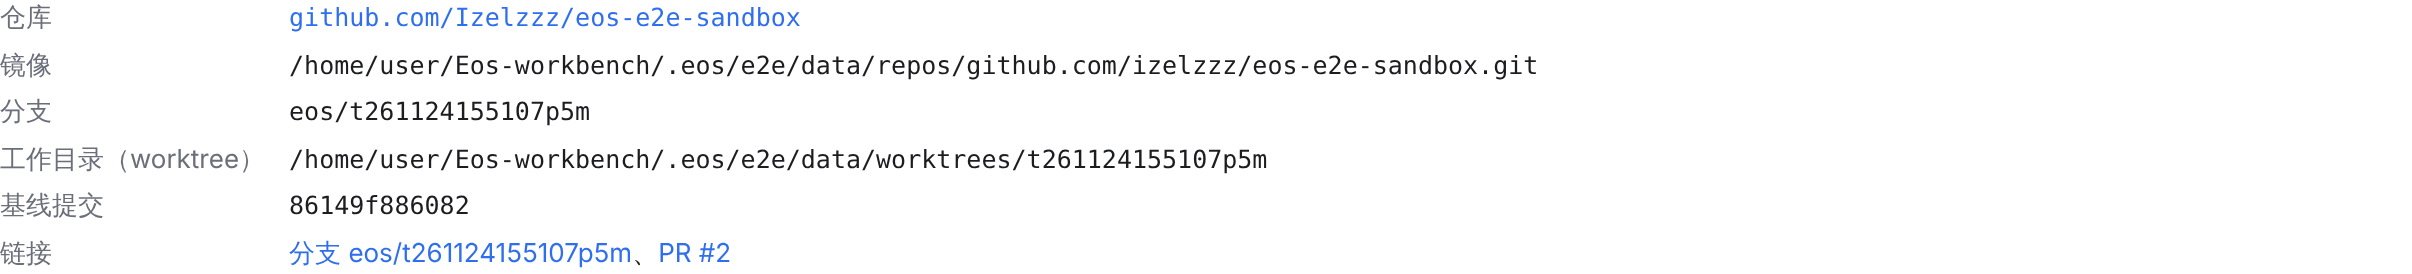 仓库 github.com/Izelzzz/eos-e2e-sandbox
镜像 /home/user/Eos-workbench/.eos/e2e/data/repos/github.com/izelzzz/eos-e2e-sandbox.git
分支 eos/t261124155107p5m
工作目录（worktree） /home/user/Eos-workbench/.eos/e2e/data/worktrees/t261124155107p5m
基线提交 86149f886082
链接 分支 eos/t261124155107p5m、PR #2